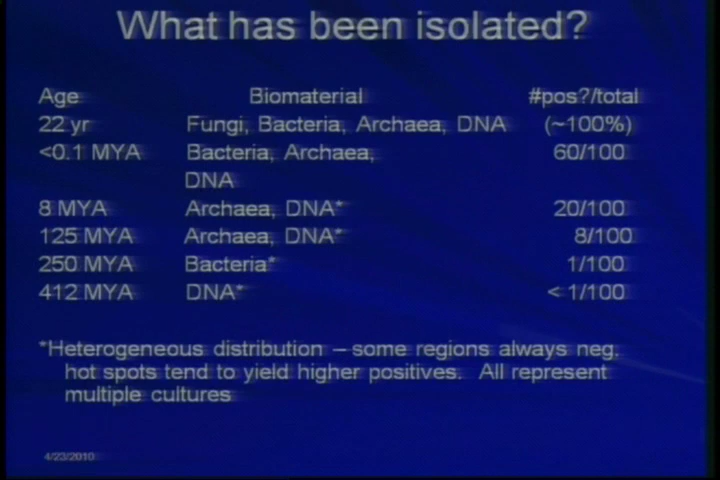 What has been isolated?
Age Biomaterial #pos?/total
22 yr Fungi, Bacteria, Archaea, DNA (~100%)
<0.1 MYA Bacteria, Archaea, 60/100
DNA
8 MYA Archaea, DNA* 20/100
125 MYA Archaea, DNA* 8/100
250 MYA Bacteria* 1/100
412 MYA DNA* < 1/100
*Heterogeneous distribution – some regions always neg.
hot spots tend to yield higher positives. All represent
multiple cultures
4/23/2010